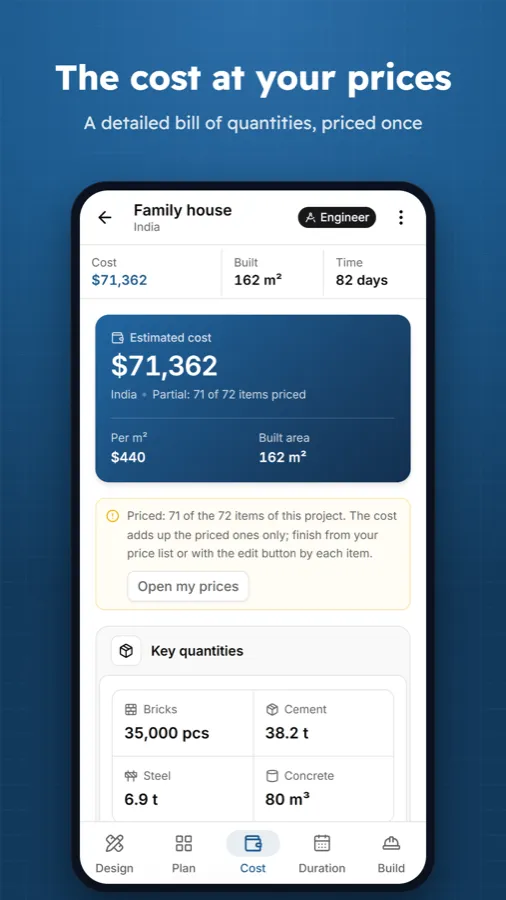 The cost at your prices
A detailed bill of quantities, priced once
Family house
India
Engineer
Cost
$71,362
Built
162 m²
Time
82 days
Estimated cost
$71,362
India • Partial: 71 of 72 items priced
Per m²
$440
Built area
162 m²
Priced: 71 of the 72 items of this project. The cost
adds up the priced ones only; finish from your
price list or with the edit button by each item.
Open my prices
Key quantities
Bricks
35,000 pcs
Cement
38.2 t
Steel
6.9 t
Concrete
80 m³
Design
Plan
Cost
Duration
Build